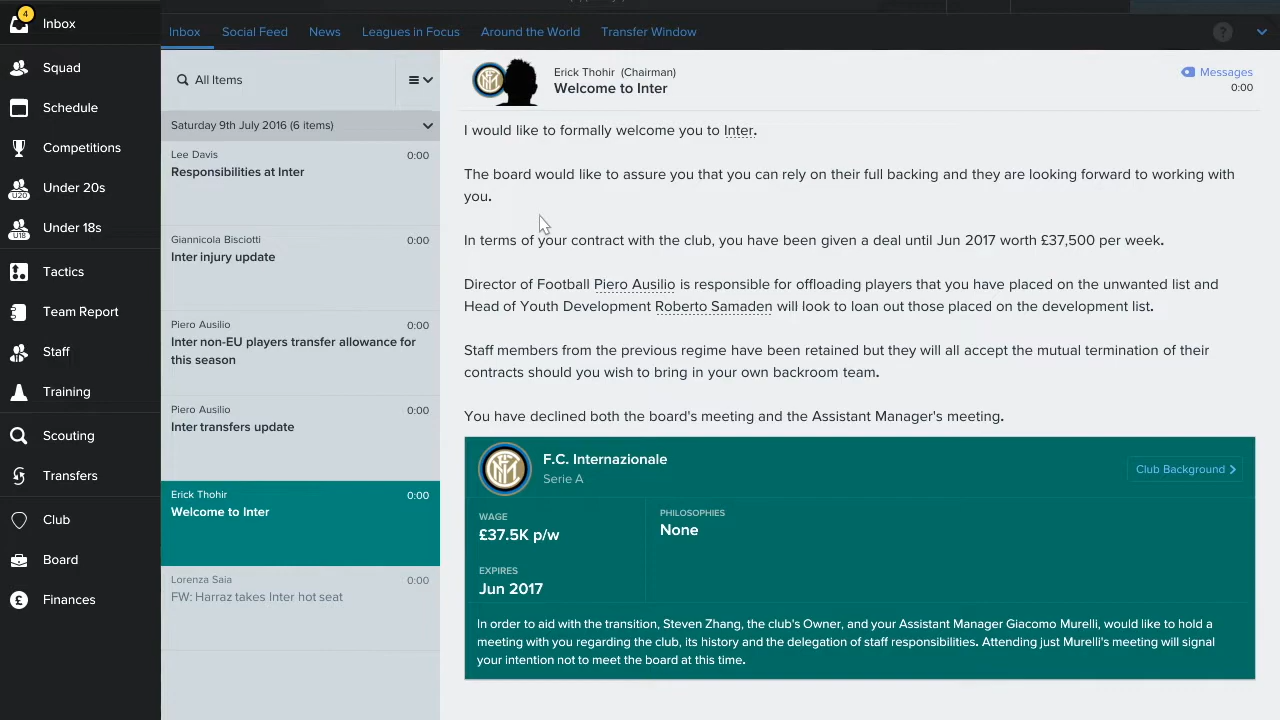 4
Inbox
Squad
Schedule
Competitions
U20
Under 20s
U18
Under 18s
Tactics
Team Report
Staff
Training
Scouting
Transfers
Club
Board
£
Finances
Inbox Social Feed News Leagues in Focus Around the World Transfer Window ?
All Items
Saturday 9th July 2016 (6 items)
Lee Davis 0:00
Responsibilities at Inter
Giannicola Bisciotti 0:00
Inter injury update
Piero Ausilio 0:00
Inter non-EU players transfer allowance for
this season
Piero Ausilio 0:00
Inter transfers update
Erick Thohir 0:00
Welcome to Inter
Lorenza Saia 0:00
FW: Harraz takes Inter hot seat
Erick Thohir (Chairman)
Welcome to Inter
Messages
0:00
I would like to formally welcome you to Inter.
The board would like to assure you that you can rely on their full backing and they are looking forward to working with
you.
In terms of your contract with the club, you have been given a deal until Jun 2017 worth £37,500 per week.
Director of Football Piero Ausilio is responsible for offloading players that you have placed on the unwanted list and
Head of Youth Development Roberto Samaden will look to loan out those placed on the development list.
Staff members from the previous regime have been retained but they will all accept the mutual termination of their
contracts should you wish to bring in your own backroom team.
You have declined both the board's meeting and the Assistant Manager's meeting.
F.C. Internazionale
Serie A
Club Background
WAGE
£37.5K p/w
PHILOSOPHIES
None
EXPIRES
Jun 2017
In order to aid with the transition, Steven Zhang, the club's Owner, and your Assistant Manager Giacomo Murelli, would like to hold a
meeting with you regarding the club, its history and the delegation of staff responsibilities. Attending just Murelli's meeting will signal
your intention not to meet the board at this time.